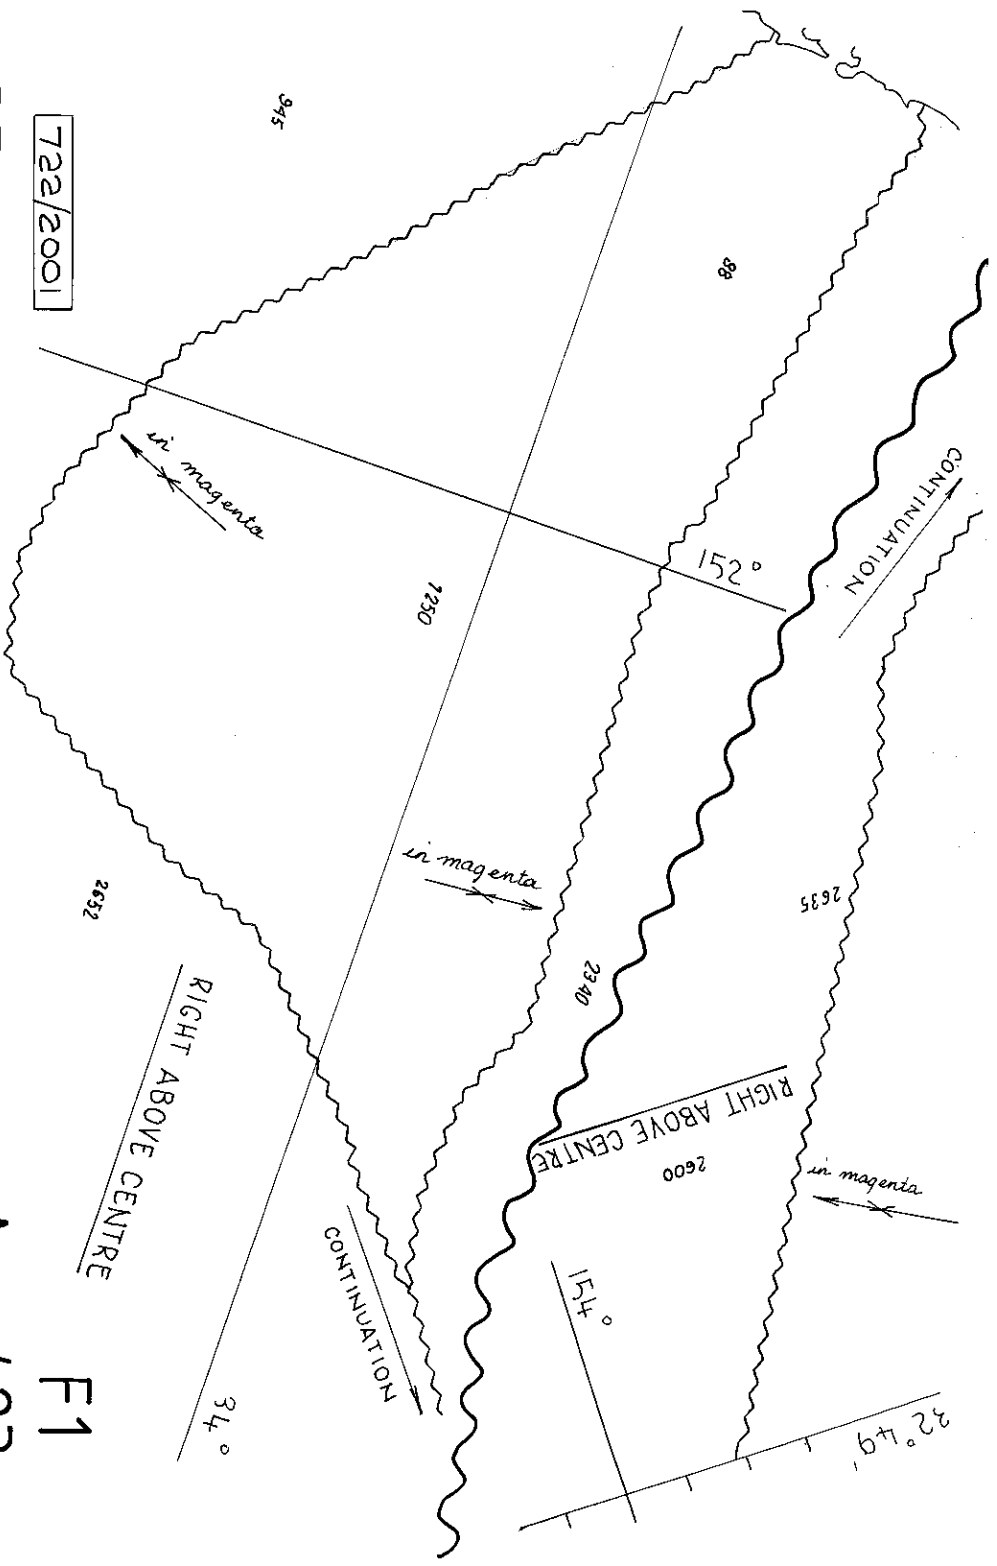 722/2001
945
88
in magenta
152°
CONTINUATION
1250
in magenta
2635
2652
2340
RIGHT ABOVE CENTRE
RIGHT ABOVE CENTRE
2600
in magenta
CONTINUATION
154°
34°
32°49'
F1